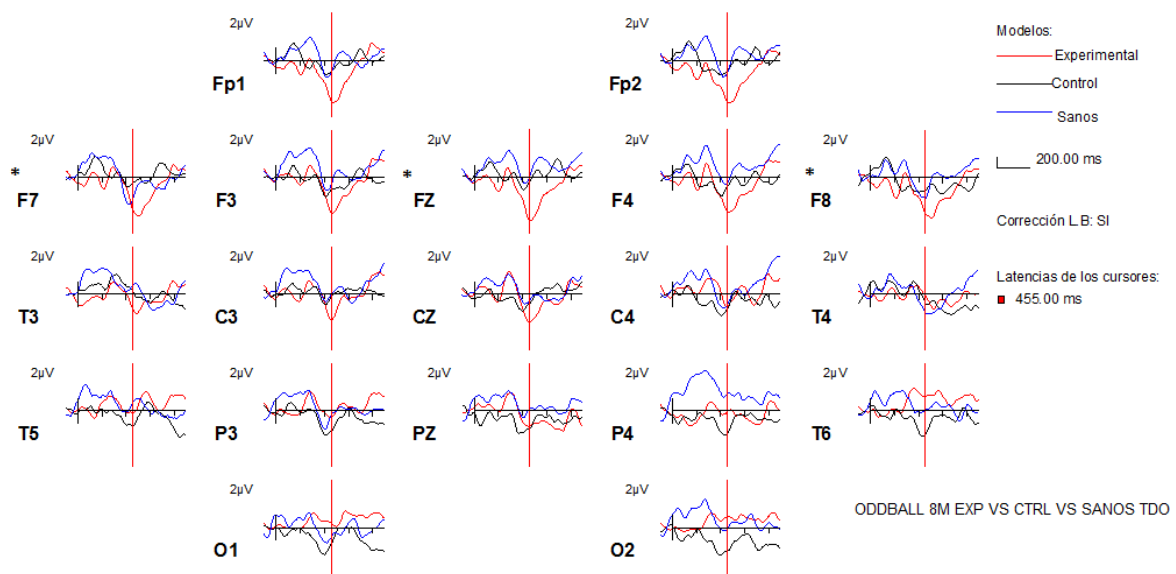 2µV 2µV Modelos:
Experimental
Fp1 Fp2 Control
Sanos
2µV 2µV 2µV 2µV 2µV
200.00 ms
* * *
F7 F3 FZ F4 F8
Corrección L.B: SI
2µV 2µV 2µV 2µV 2µV
Latencias de los cursores:
455.00 ms
T3 C3 CZ C4 T4
2µV 2µV 2µV 2µV 2µV
T5 P3 PZ P4 T6
2µV 2µV
ODDBALL 8M EXP VS CTRL VS SANOS TDO
O1 O2